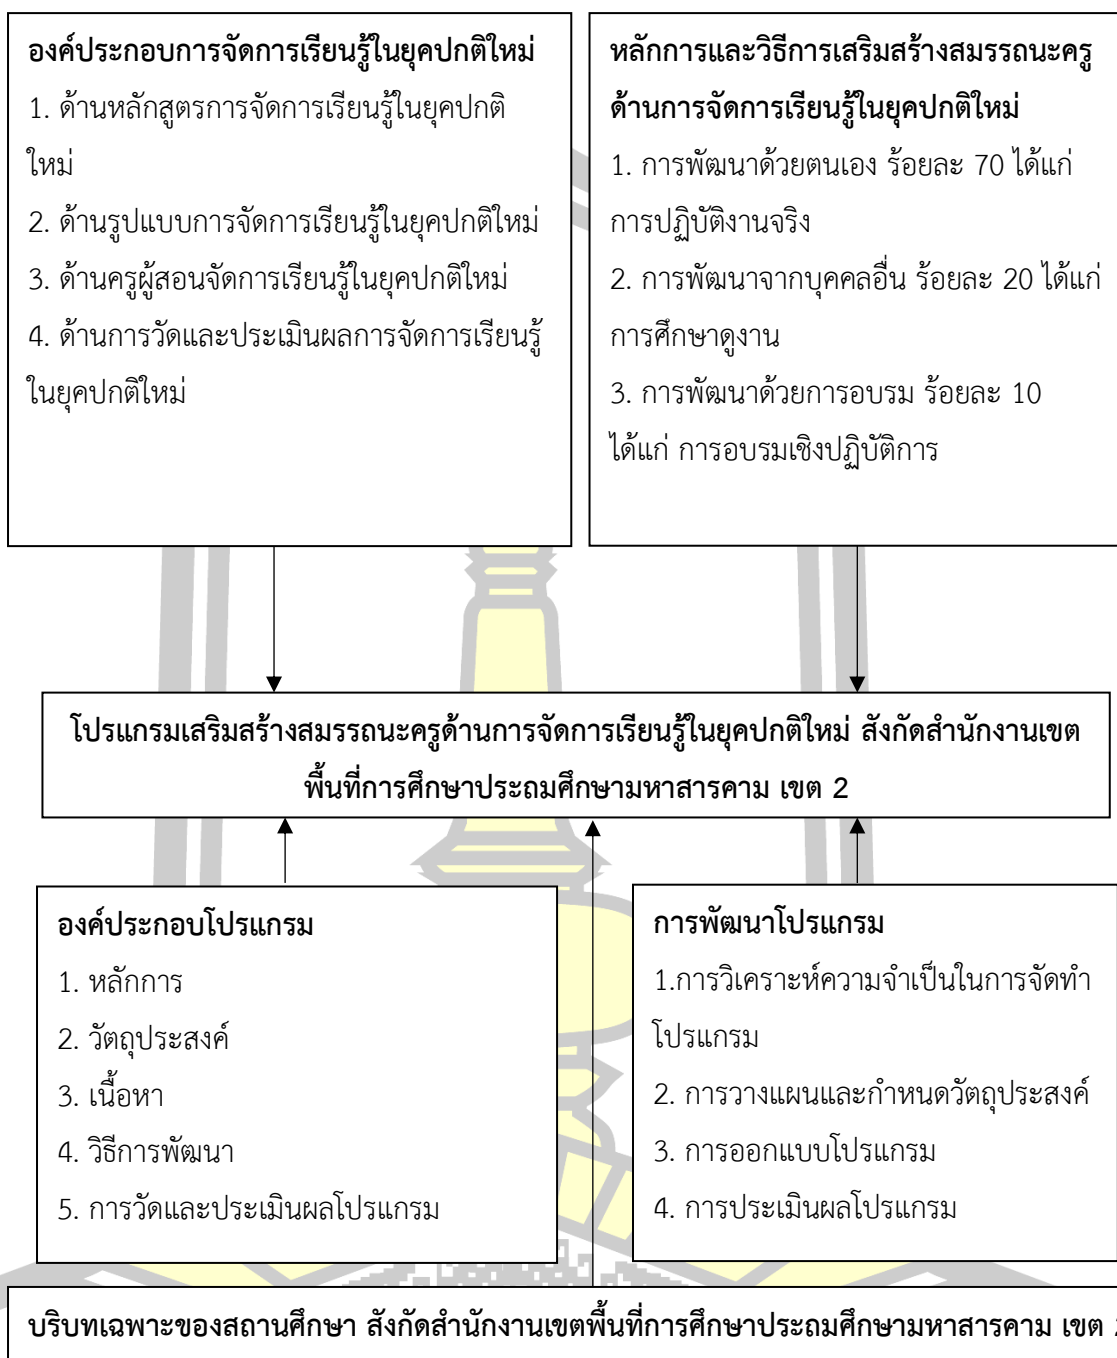 องค์ประกอบการจัดการเรียนรู้ในยุคปกติใหม่
1. ด้านหลักสูตรการจัดการเรียนรู้ในยุคปกติ
ใหม่
2. ด้านรูปแบบการจัดการเรียนรู้ในยุคปกติใหม่
3. ด้านครูผู้สอนจัดการเรียนรู้ในยุคปกติใหม่
4. ด้านการวัดและประเมินผลการจัดการเรียนรู้
ในยุคปกติใหม่
หลักการและวิธีการเสริมสร้างสมรรถนะครู
ด้านการจัดการเรียนรู้ในยุคปกติใหม่
1. การพัฒนาด้วยตนเอง ร้อยละ 70 ได้แก่
การปฏิบัติงานจริง
2. การพัฒนาจากบุคคลอื่น ร้อยละ 20 ได้แก่
การศึกษาดูงาน
3. การพัฒนาด้วยการอบรม ร้อยละ 10
ได้แก่ การอบรมเชิงปฏิบัติการ
โปรแกรมเสริมสร้างสมรรถนะครูด้านการจัดการเรียนรู้ในยุคปกติใหม่ สังกัดสำนักงานเขต
พื้นที่การศึกษาประถมศึกษามหาสารคาม เขต 2
องค์ประกอบโปรแกรม
1. หลักการ
2. วัตถุประสงค์
3. เนื้อหา
4. วิธีการพัฒนา
5. การวัดและประเมินผลโปรแกรม
การพัฒนาโปรแกรม
1.การวิเคราะห์ความจำเป็นในการจัดทำ
โปรแกรม
2. การวางแผนและกำหนดวัตถุประสงค์
3. การออกแบบโปรแกรม
4. การประเมินผลโปรแกรม
บริบทเฉพาะของสถานศึกษา สังกัดสำนักงานเขตพื้นที่การศึกษาประถมศึกษามหาสารคาม เขต 2